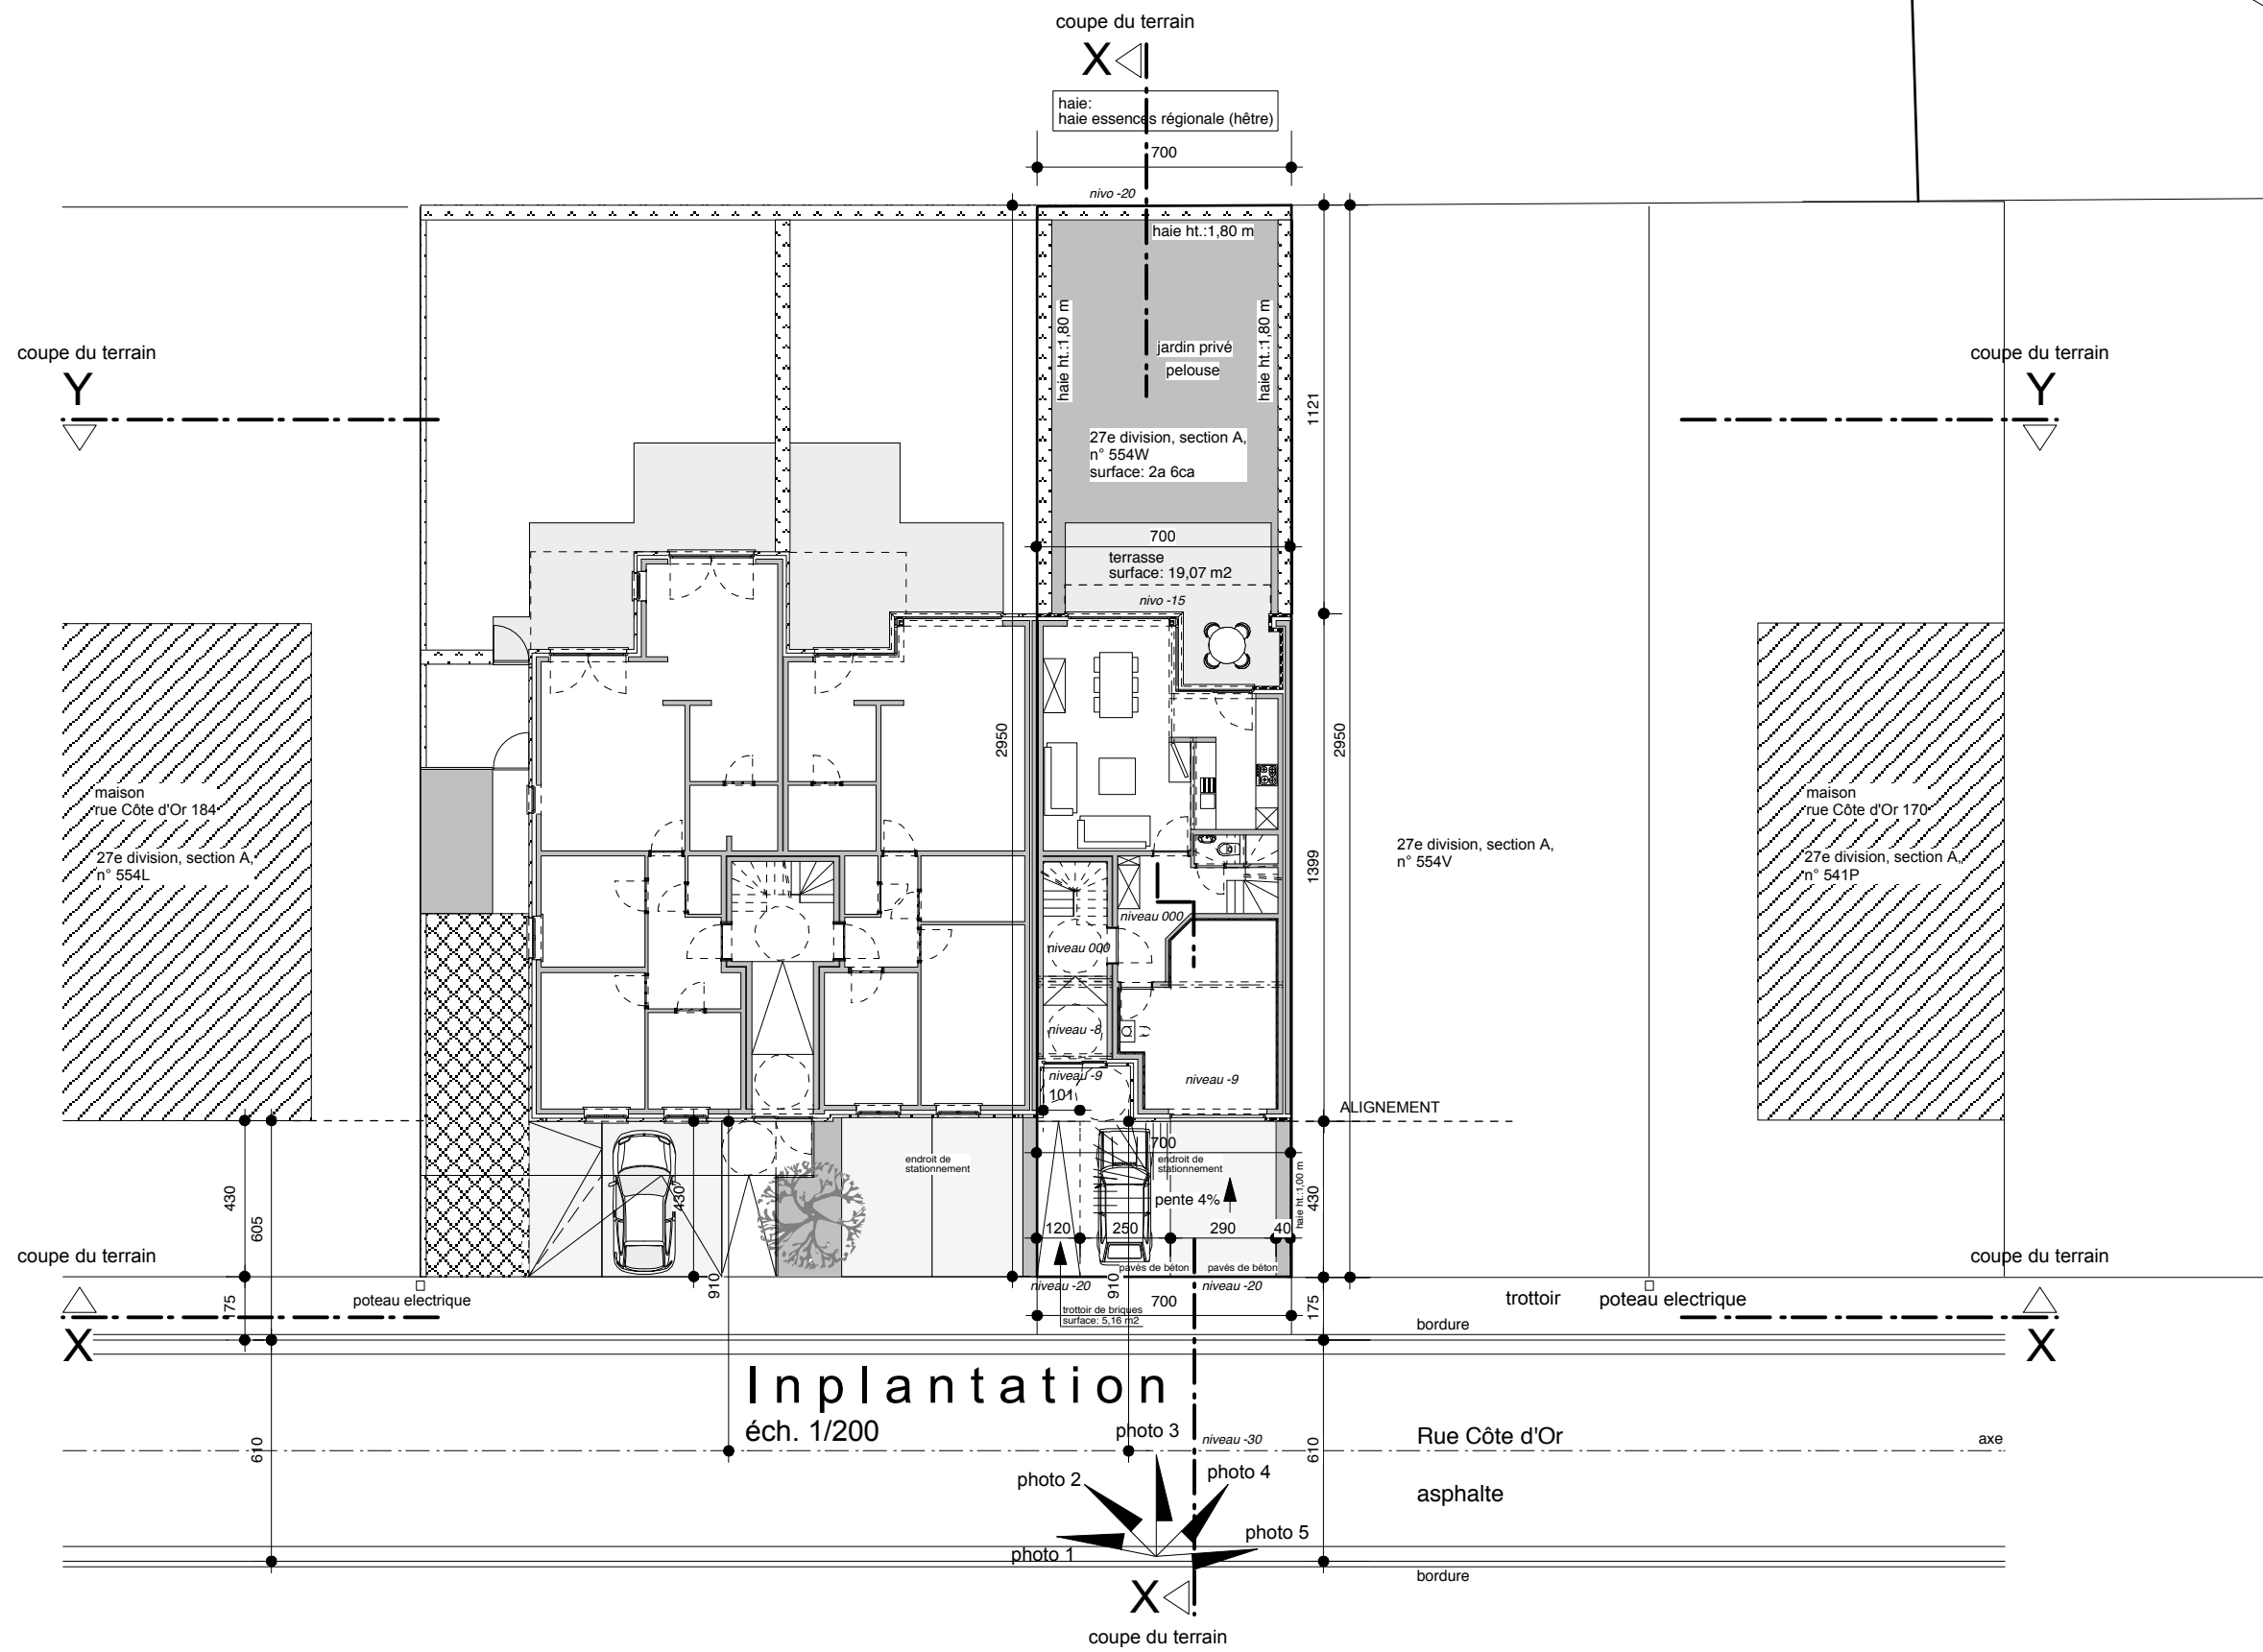 coupe du terrain
X
haie:
haie essences régionale (hêtre)
700
nivo -20
haie ht.:1,80 m
haie ht.:1,80 m
haie ht.:1,80 m
jardin privé
pelouse
coupe du terrain
Y
coupe du terrain
Y
1121
27e division, section A,
n° 554W
surface: 2a 6ca
700
terrasse
surface: 19,07 m2
nivo -15
2950
2950
maison
rue Côte d'Or 184
27e division, section A,
n° 554L
maison
rue Côte d'Or 170
27e division, section A,
n° 541P
27e division, section A,
n° 554V
1399
niveau 000
niveau 000
niveau -8
niveau -9
niveau -9
101
ALIGNEMENT
700
endroit de
stationnement
endroit de
stationnement
pente 4%
haie ht.:1,00 m
430
430
430
605
120
250
290
40
coupe du terrain
X
coupe du terrain
X
pavés de béton
pavés de béton
niveau -20
niveau -20
910
910
700
175
175
trottoir de briques
surface: 5,16 m2
poteau electrique
trottoir
poteau electrique
bordure
Inplantation
éch. 1/200
photo 3
niveau -30
Rue Côte d'Or
axe
610
610
photo 2
photo 4
asphalte
photo 1
photo 5
bordure
X
coupe du terrain